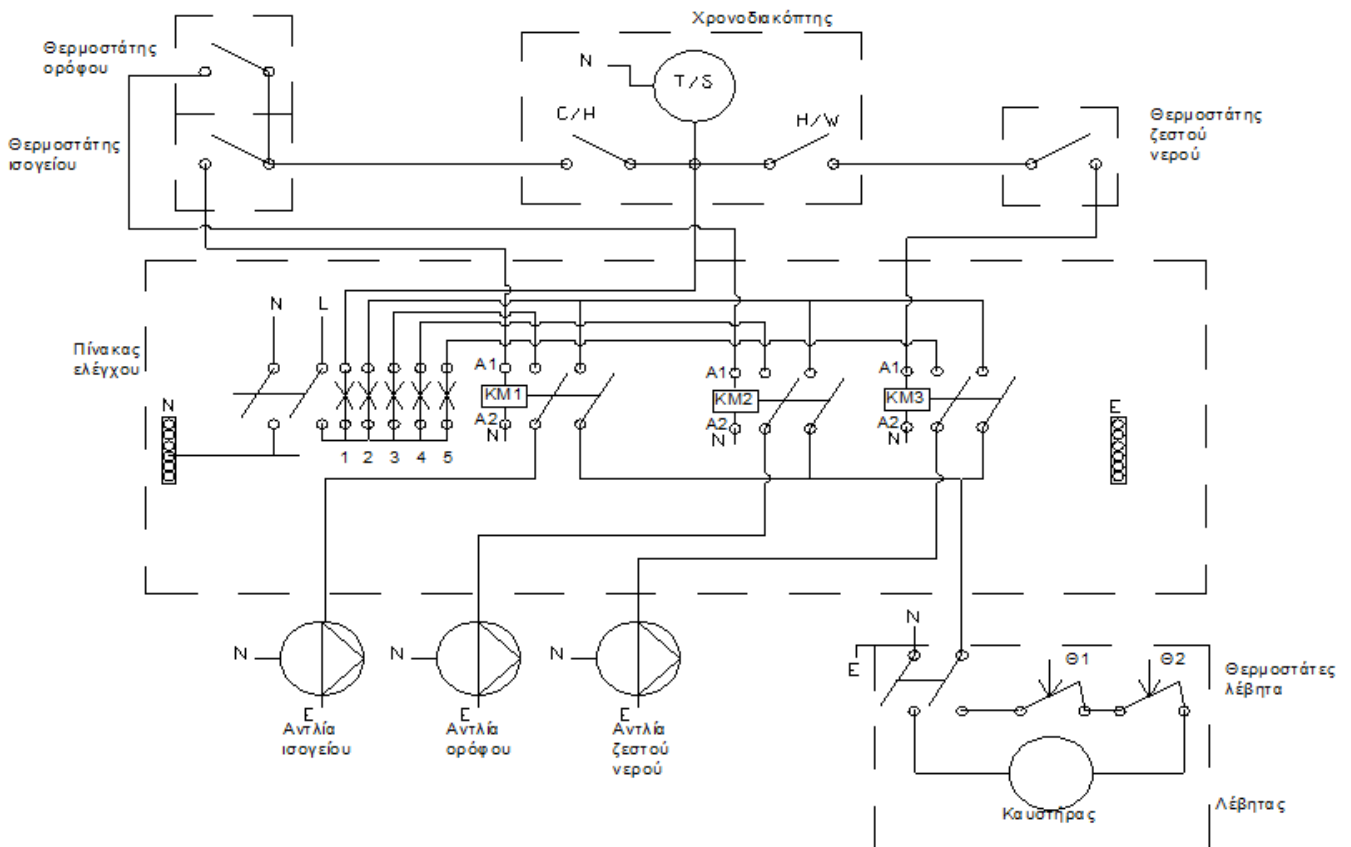 Χρονοδιακόπτης
Θερμοστάτης
ορόφου
N
T/S
C/H
H/W
Θερμοστάτης
ζεστού
νερού
Θερμοστάτης
ισογείου
N
L
Πίνακας
ελέγχου
A1
KM1
A2
N
A1
KM2
A2
N
A1
KM3
A2
N
N
E
1 2 3 4 5
N
N
N
N
E
Θ1
Θ2
Θερμοστάτες
λέβητα
E
Αντλία
ισογείου
E
Αντλία
ορόφου
E
Αντλία
ζεστού
νερού
Καυστήρας
Λέβητας